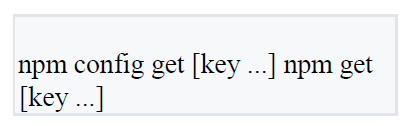 npm config get [key ...] npm get
[key ...]